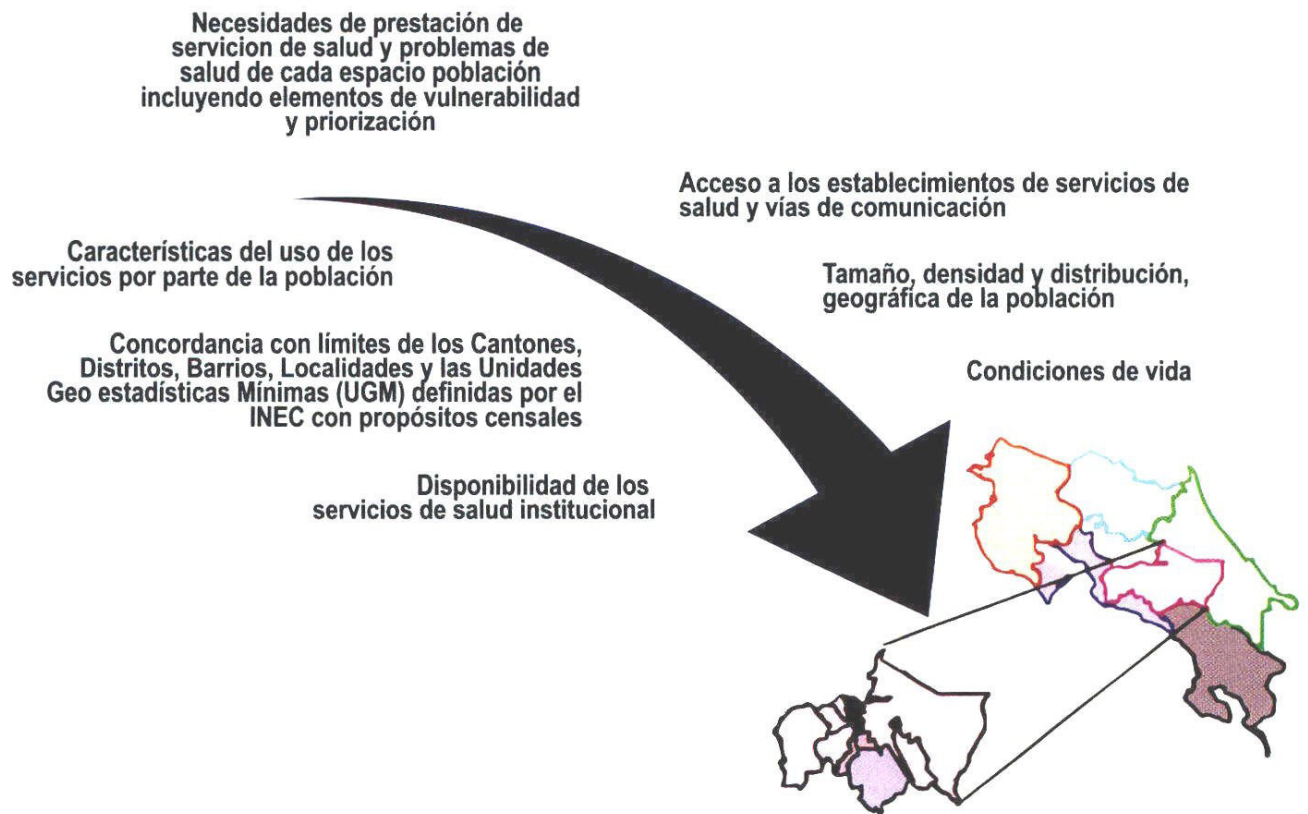 Necesidades de prestación de
servicion de salud y problemas de
salud de cada espacio población
incluyendo elementos de vulnerabilidad
y priorización
Acceso a los establecimientos de servicios de
salud y vías de comunicación
Características del uso de los
servicios por parte de la población
Tamaño, densidad y distribución,
geográfica de la población
Concordancia con límites de los Cantones,
Distritos, Barrios, Localidades y las Unidades
Geo estadísticas Mínimas (UGM) definidas por el
INEC con propósitos censales
Condiciones de vida
Disponibilidad de los
servicios de salud institucional